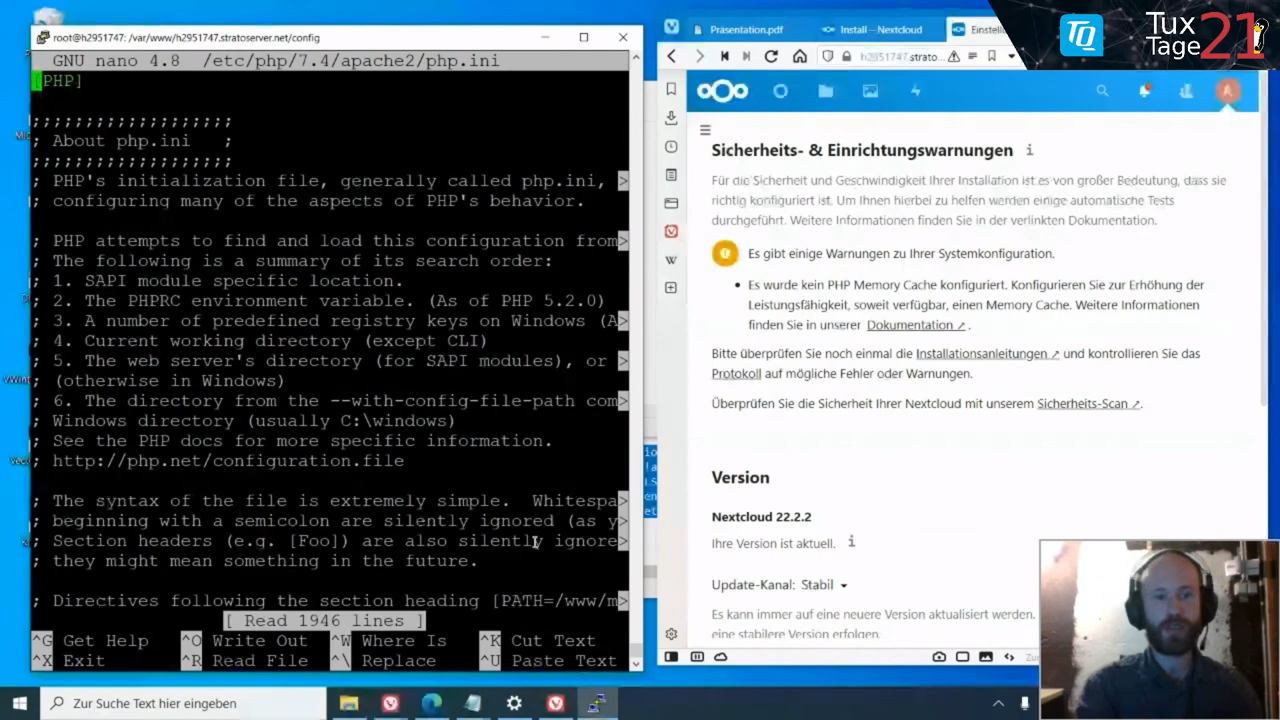 root@h2951747: /var/www/h2951747.stratoserver.net/config
GNU nano 4.8 /etc/php/7.4/apache2/php.ini
[PHP]
;;;;;;;;;;;;;;;;;;;
; About php.ini   ;
;;;;;;;;;;;;;;;;;;;
; PHP's initialization file, generally called php.ini, >
; configuring many of the aspects of PHP's behavior.
; PHP attempts to find and load this configuration from>
; The following is a summary of its search order:
; 1. SAPI module specific location.
; 2. The PHPRC environment variable. (As of PHP 5.2.0)
; 3. A number of predefined registry keys on Windows (A>
; 4. Current working directory (except CLI)
; 5. The web server's directory (for SAPI modules), or >
; (otherwise in Windows)
; 6. The directory from the --with-config-file-path com>
; Windows directory (usually C:\windows)
; See the PHP docs for more specific information.
; http://php.net/configuration.file
; The syntax of the file is extremely simple.  Whitespa>
; beginning with a semicolon are silently ignored (as y>
; Section headers (e.g. [Foo]) are also silently ignore>
; they might mean something in the future.
; Directives following the section heading [PATH=/www/m>
[ Read 1946 lines ]
^G Get Help ^O Write Out ^W Where Is ^K Cut Text
^X Exit ^R Read File ^\ Replace ^U Paste Text
Präsentation.pdf
Install—Nextcloud
Einstell
TQ
Tux
Tage
21
h2951747.strato
W
A
Sicherheits- & Einrichtungswarnungen
Für die Sicherheit und Geschwindigkeit Ihrer Installation ist es von großer Bedeutung, dass sie
richtig konfiguriert ist. Um Ihnen hierbei zu helfen werden einige automatische Tests
durchgeführt. Weitere Informationen finden Sie in der verlinkten Dokumentation.
Es gibt einige Warnungen zu Ihrer Systemkonfiguration.
• Es wurde kein PHP Memory Cache konfiguriert. Konfigurieren Sie zur Erhöhung der
Leistungsfähigkeit, soweit verfügbar, einen Memory Cache. Weitere Informationen
finden Sie in unserer Dokumentation ↗.
Bitte überprüfen Sie noch einmal die Installationsanleitungen ↗ und kontrollieren Sie das
Protokoll auf mögliche Fehler oder Warnungen.
Überprüfen Sie die Sicherheit Ihrer Nextcloud mit unserem Sicherheits-Scan ↗.
Version
Nextcloud 22.2.2
Ihre Version ist aktuell.
Update-Kanal: Stabil
Es kann immer auf eine neuere Version aktualisiert werden.
eine stabilere Version erfolgen.
Zur Suche Text hier eingeben